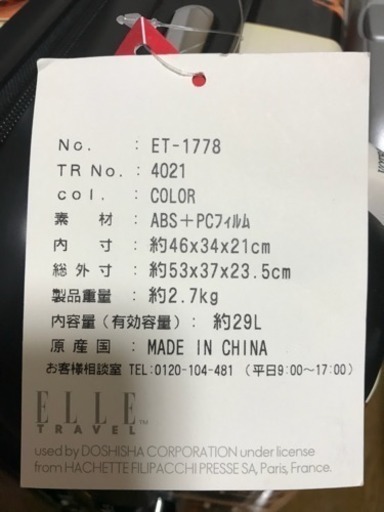 No. : ET-1778
TR No. : 4021
col. : COLOR
素 材 : ABS+PCフィルム
内 寸 : 約46x34x21cm
総外寸 : 約53x37x23.5cm
製品重量 : 約2.7kg
内容量（有効容量） : 約29L
原産国 : MADE IN CHINA
お客様相談室 TEL:0120-104-481 （平日9:00〜17:00）
ELLE
TRAVEL™
used by DOSHISHA CORPORATION under license
from HACHETTE FILIPACCHI PRESSE SA, Paris, France.